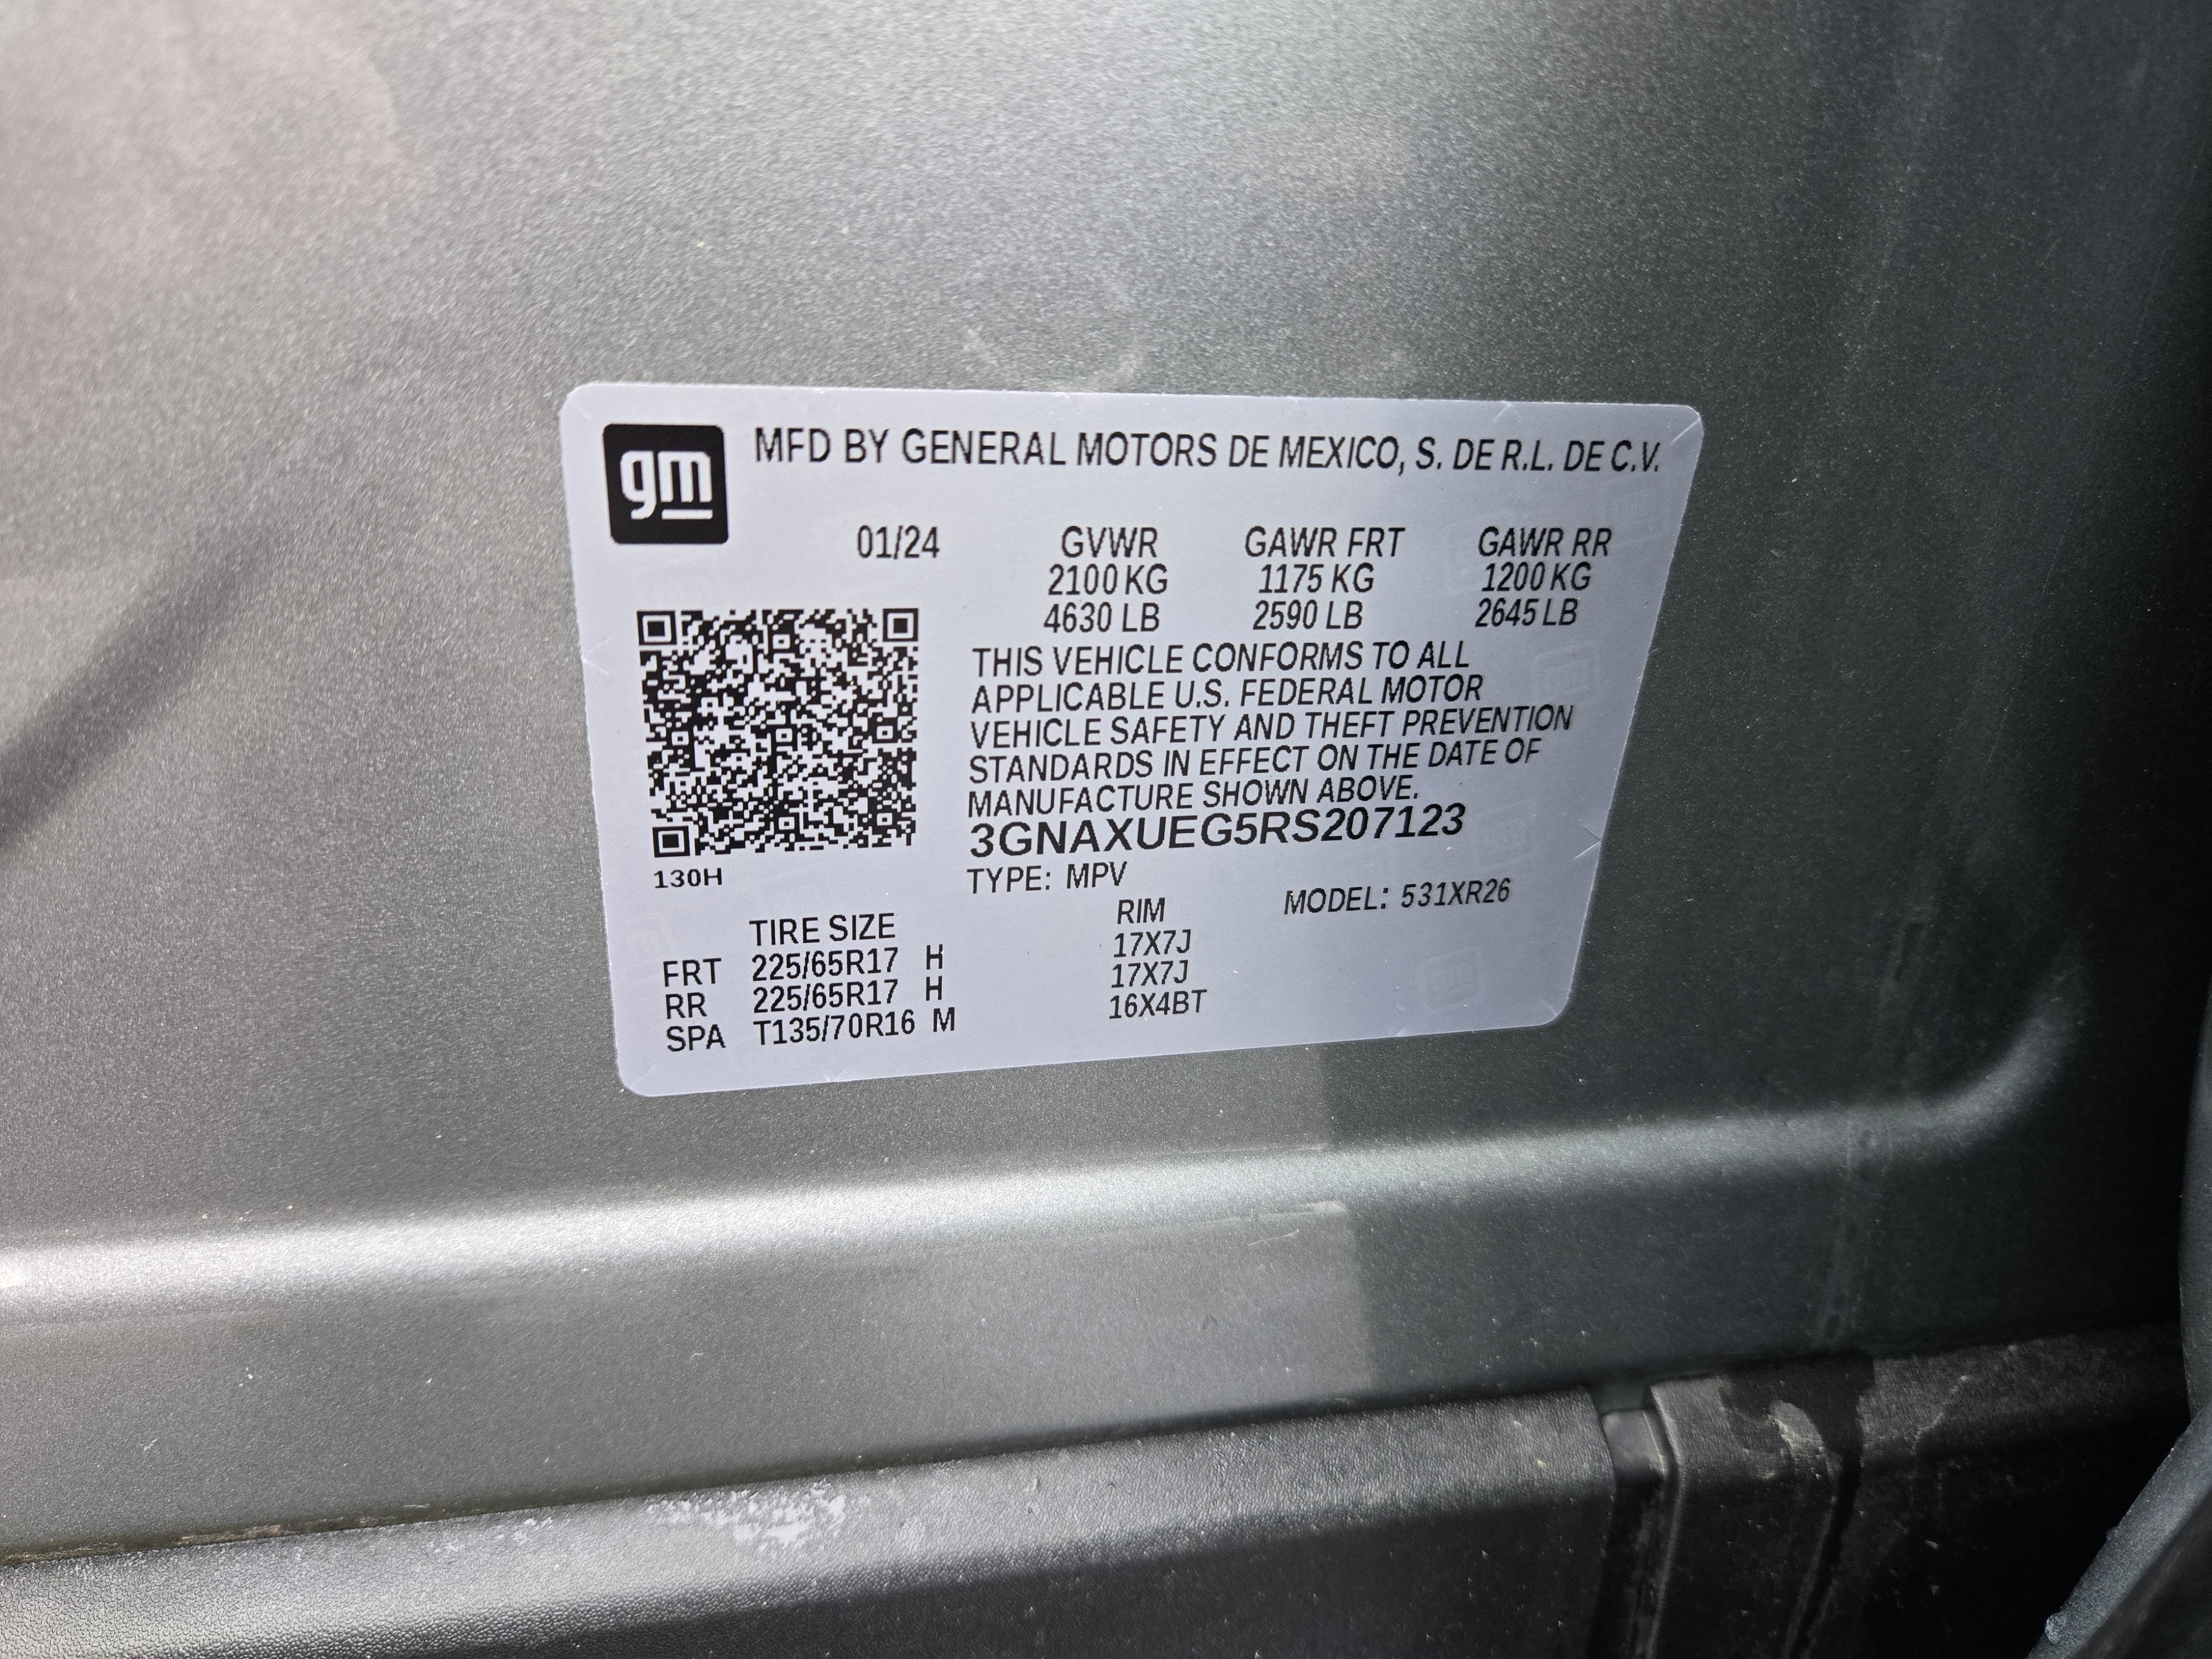 gm MFD BY GENERAL MOTORS DE MEXICO, S. DE R.L. DE C.V.
01/24 GVWR GAWR FRT GAWR RR
2100 KG 1175 KG 1200 KG
4630 LB 2590 LB 2645 LB
THIS VEHICLE CONFORMS TO ALL
APPLICABLE U.S. FEDERAL MOTOR
VEHICLE SAFETY AND THEFT PREVENTION
STANDARDS IN EFFECT ON THE DATE OF
MANUFACTURE SHOWN ABOVE.
3GNAXUEG5RS207123
130H
TYPE: MPV MODEL: 531XR26
TIRE SIZE RIM
FRT 225/65R17 H 17X7J
RR 225/65R17 H 17X7J
SPA T135/70R16 M 16X4BT